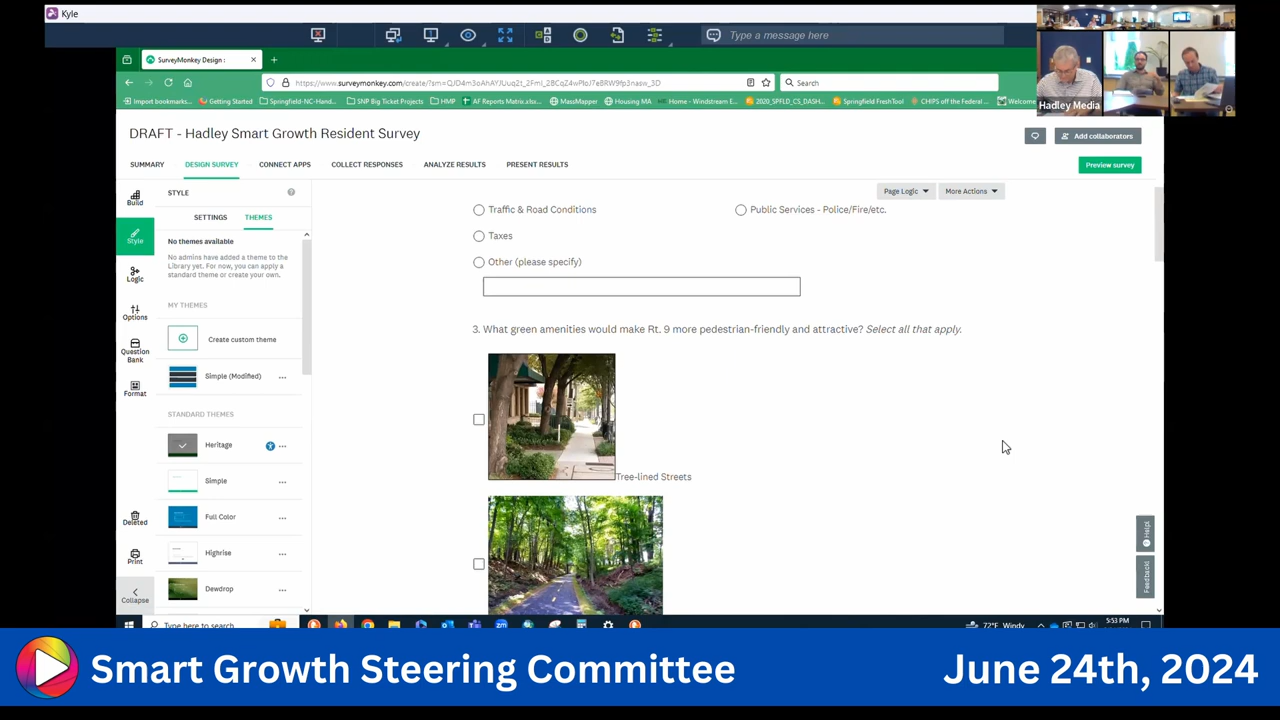 Kyle
Type a message here
SurveyMonkey Design :
Search
Import bookmarks...
Getting Started
Springfield-NC-Hand...
SNP Big Ticket Projects
HMP
AF Reports Matrix.xlsx...
MassMapper
Housing MA
Home - Windstream E...
2020_SPFLD_CS_DASH...
Springfield FreshTool
CHIPS off the Federal ...
Welcome
Hadley Media
DRAFT - Hadley Smart Growth Resident Survey
Add collaborators
SUMMARY
DESIGN SURVEY
CONNECT APPS
COLLECT RESPONSES
ANALYZE RESULTS
PRESENT RESULTS
Preview survey
Build
Style
Logic
Options
Question
Bank
Format
Deleted
Print
Collapse
STYLE
SETTINGS
THEMES
No themes available
No admins have added a theme to the
Library yet. For now, you can apply a
standard theme or create your own.
MY THEMES
Create custom theme
Simple (Modified)
STANDARD THEMES
Heritage
Simple
Full Color
Highrise
Dewdrop
Page Logic
More Actions
Traffic & Road Conditions
Public Services - Police/Fire/etc.
Taxes
Other (please specify)
3. What green amenities would make Rt. 9 more pedestrian-friendly and attractive? Select all that apply.
Tree-lined Streets
Help!
Feedback!
Type here to search
72°F Windy
5:53 PM
Smart Growth Steering Committee
June 24th, 2024